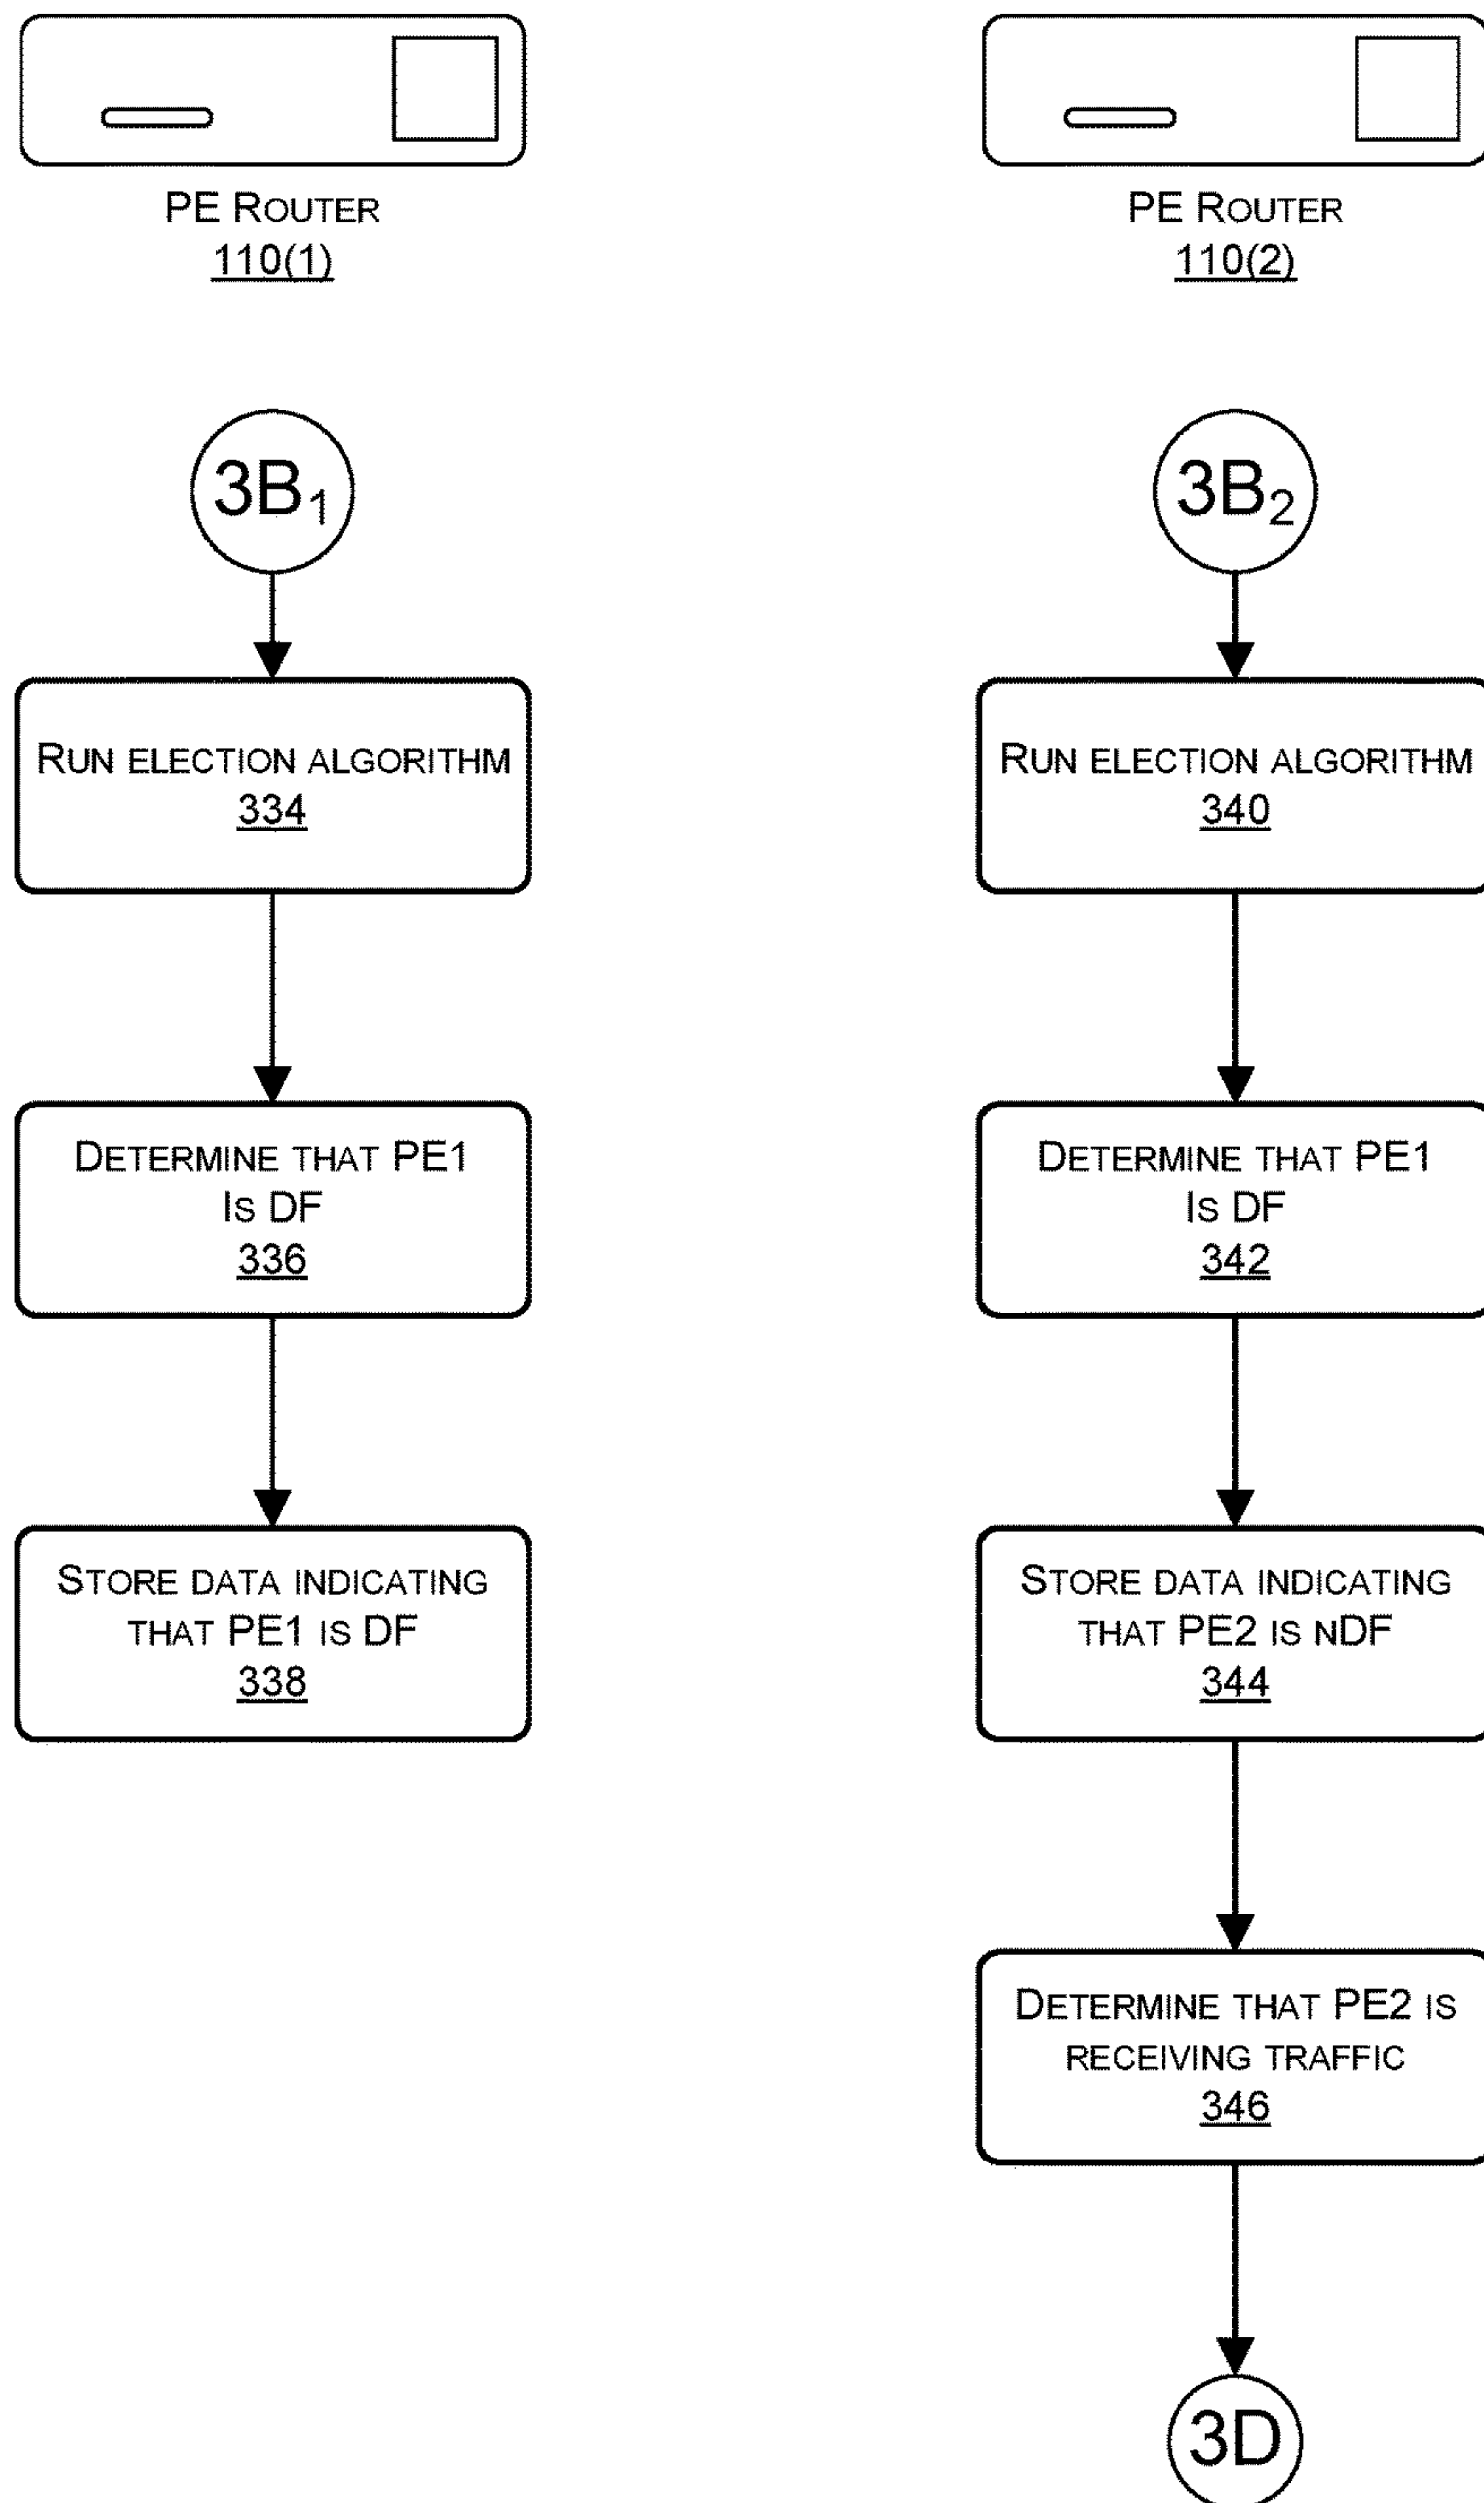 PE ROUTER
110(1)
3B₁
RUN ELECTION ALGORITHM
334
DETERMINE THAT PE1
IS DF
336
STORE DATA INDICATING
THAT PE1 IS DF
338
PE ROUTER
110(2)
3B₂
RUN ELECTION ALGORITHM
340
DETERMINE THAT PE1
IS DF
342
STORE DATA INDICATING
THAT PE2 IS NDF
344
DETERMINE THAT PE2 IS
RECEIVING TRAFFIC
346
3D